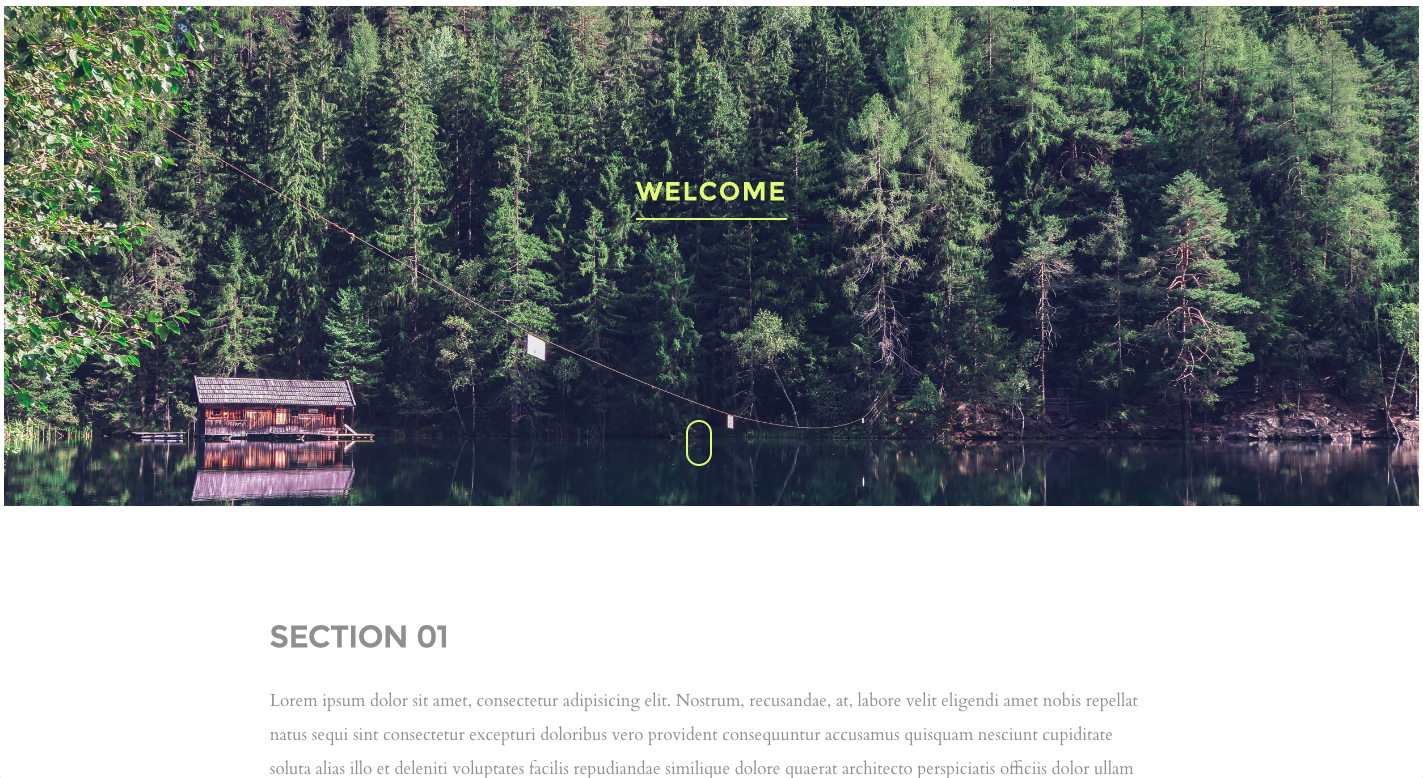 WELCOME
SECTION 01
Lorem ipsum dolor sit amet, consectetur adipisicing elit. Nostrum, recusandae, at, labore velit eligendi amet nobis repellat
natus sequi sint consectetur excepturi doloribus vero provident consequuntur accusamus quisquam nesciunt cupiditate
soluta alias illo et deleniti voluptates facilis repudiandae similique dolore quaerat architecto perspiciatis officiis dolor ullam